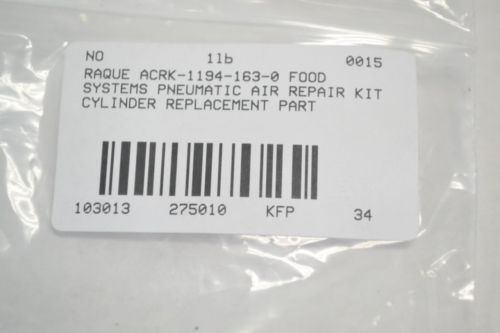 NO 1lb 0015
RAQUE ACRK-1194-163-0 FOOD
SYSTEMS PNEUMATIC AIR REPAIR KIT
CYLINDER REPLACEMENT PART
103013 275010 KFP 34